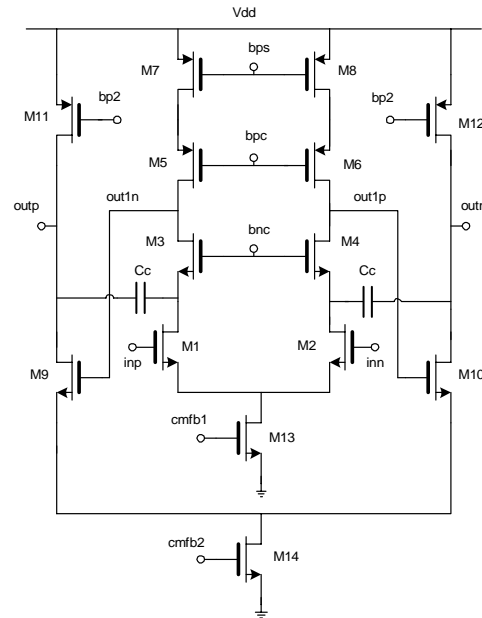 Vdd
bps
M7 M8
bp2 bp2
M11 M12
bpc
M5 M6
outp out1n out1p outn
bnc
M3 M4
Cc Cc
M1 M2
inp inn
M9 M10
cmfb1
M13
cmfb2
M14